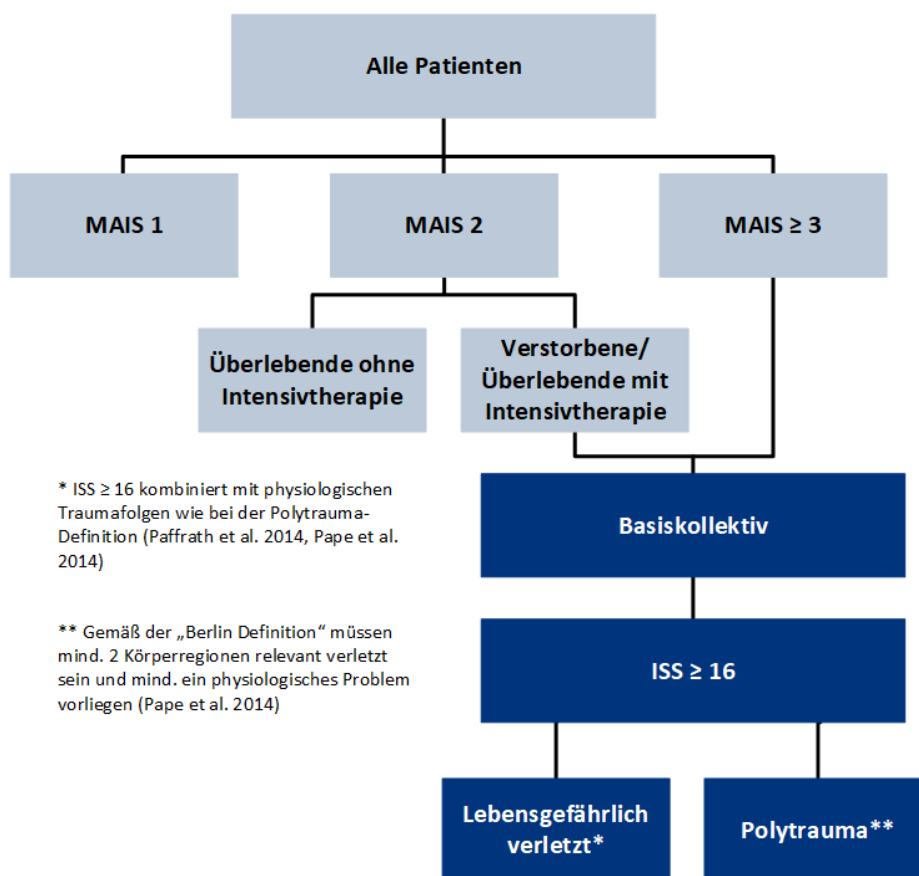 Alle Patienten
MAIS 1
MAIS 2
MAIS ≥ 3
Überlebende ohne
Intensivtherapie
Verstorbene/
Überlebende mit
Intensivtherapie
* ISS ≥ 16 kombiniert mit physiologischen
Traumafolgen wie bei der Polytrauma-
Definition (Paffrath et al. 2014, Pape et al.
2014)
Basiskollektiv
** Gemäß der „Berlin Definition“ müssen
mind. 2 Körperregionen relevant verletzt
sein und mind. ein physiologisches Problem
vorliegen (Pape et al. 2014)
ISS ≥ 16
Lebensgefährlich
verletzt*
Polytrauma**